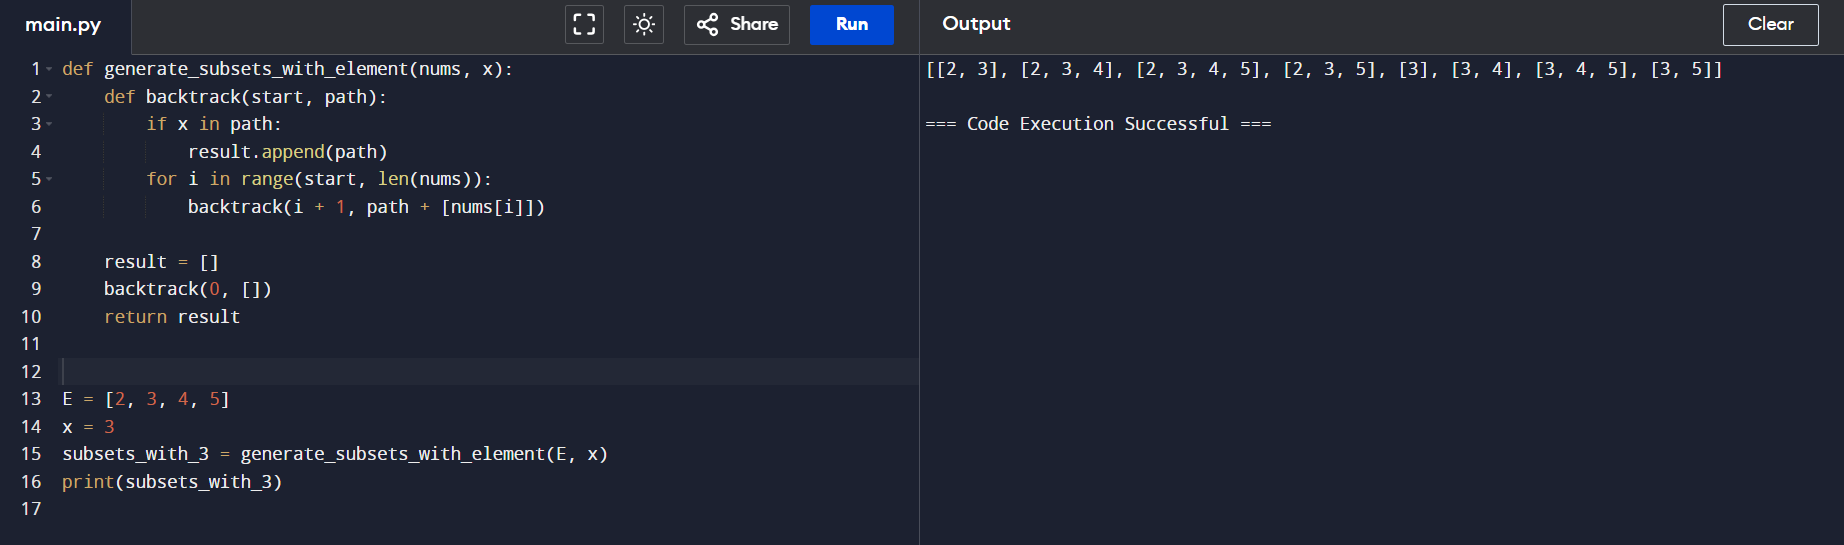 main.py
Share
Run
Output
Clear
1 def generate_subsets_with_element(nums, x):
2     def backtrack(start, path):
3         if x in path:
4             result.append(path)
5         for i in range(start, len(nums)):
6             backtrack(i + 1, path + [nums[i]])
7
8     result = []
9     backtrack(0, [])
10     return result
11
12
13 E = [2, 3, 4, 5]
14 x = 3
15 subsets_with_3 = generate_subsets_with_element(E, x)
16 print(subsets_with_3)
17
[[2, 3], [2, 3, 4], [2, 3, 4, 5], [2, 3, 5], [3], [3, 4], [3, 4, 5], [3, 5]]
=== Code Execution Successful ===